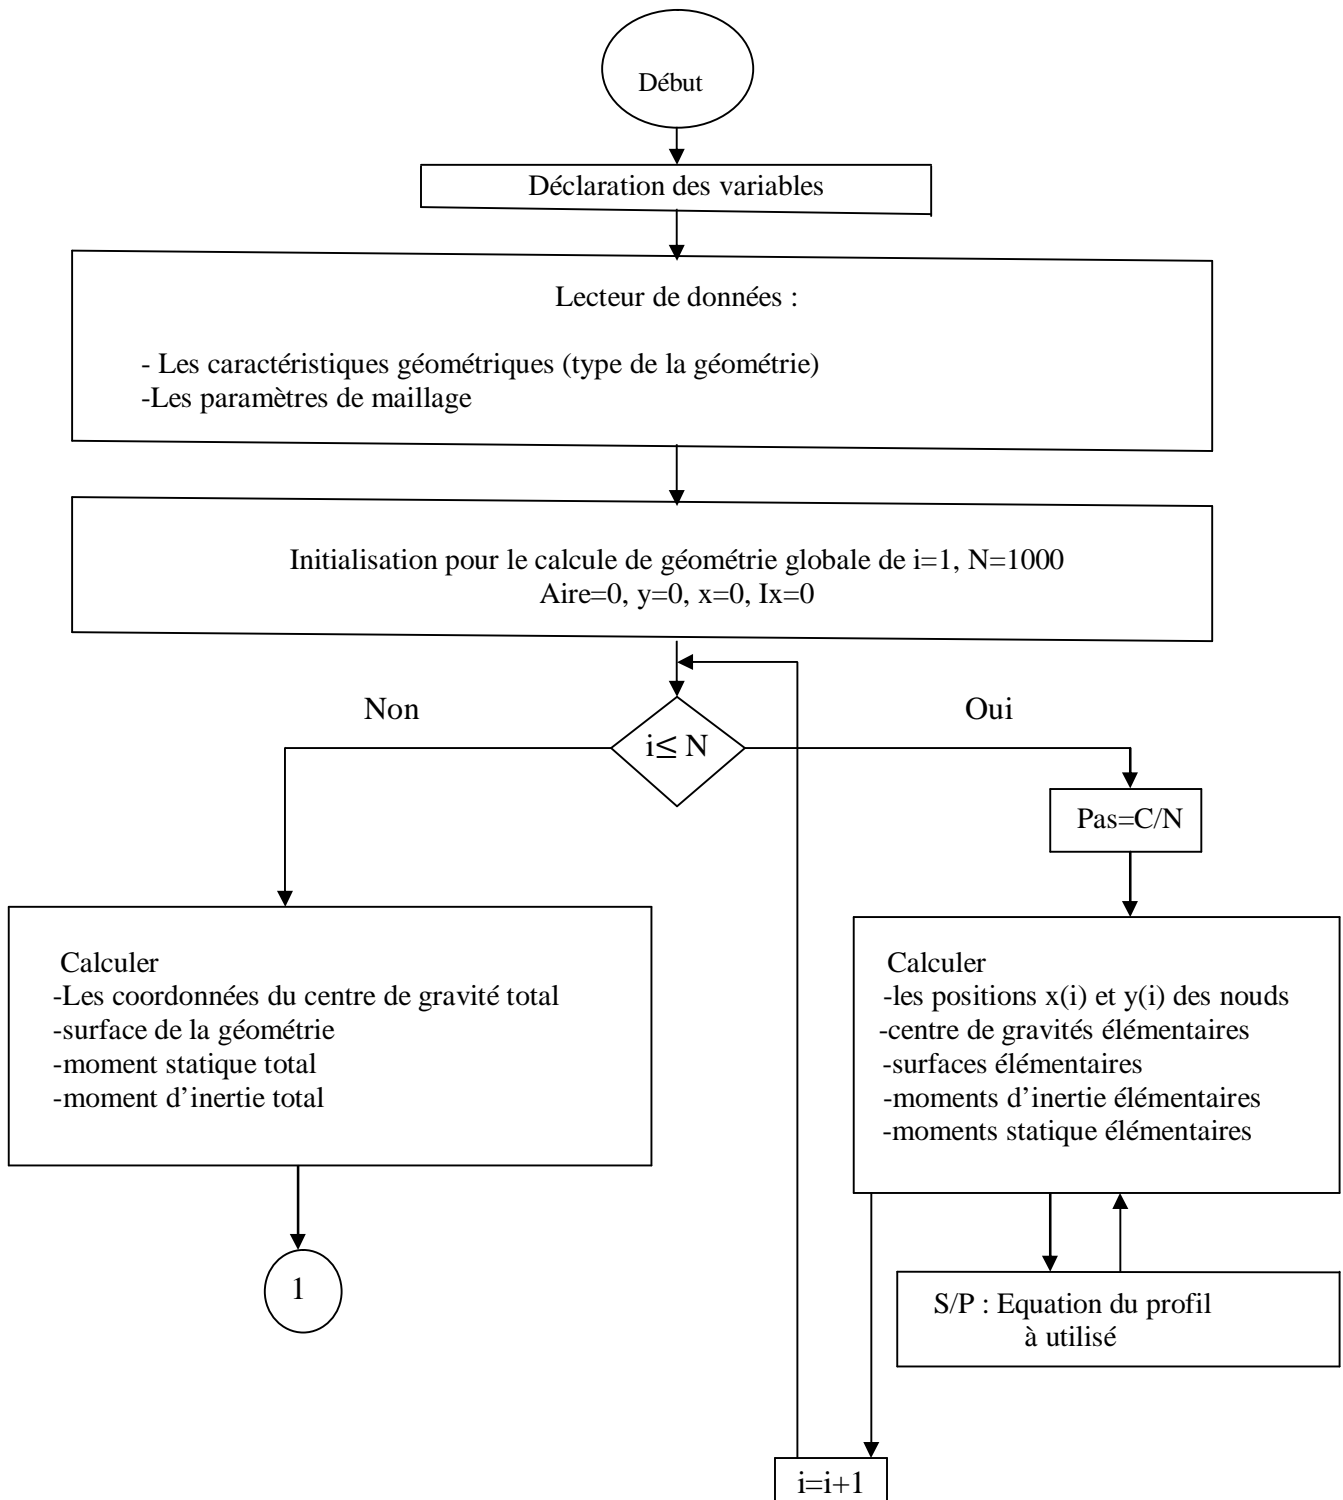 Début
Déclaration des variables
Lecteur de données :
- Les caractéristiques géométriques (type de la géométrie)
-Les paramètres de maillage
Initialisation pour le calcule de géométrie globale de i=1, N=1000
Aire=0, y=0, x=0, Ix=0
Non
Oui
i≤ N
Pas=C/N
Calculer
-Les coordonnées du centre de gravité total
-surface de la géométrie
-moment statique total
-moment d’inertie total
Calculer
-les positions x(i) et y(i) des nouds
-centre de gravités élémentaires
-surfaces élémentaires
-moments d’inertie élémentaires
-moments statique élémentaires
1
S/P : Equation du profil
à utilisé
i=i+1